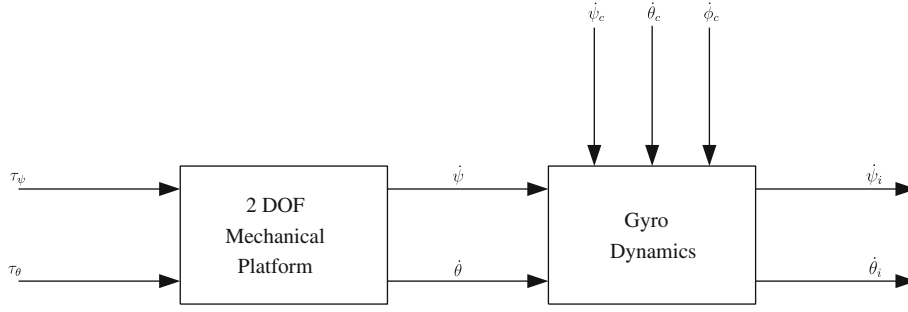 ψ̇_c θ̇_c ϕ̇_c
τ_ψ ψ̇ ψ̇_i
2 DOF
Mechanical
Platform
Gyro
Dynamics
τ_θ θ̇ θ̇_i